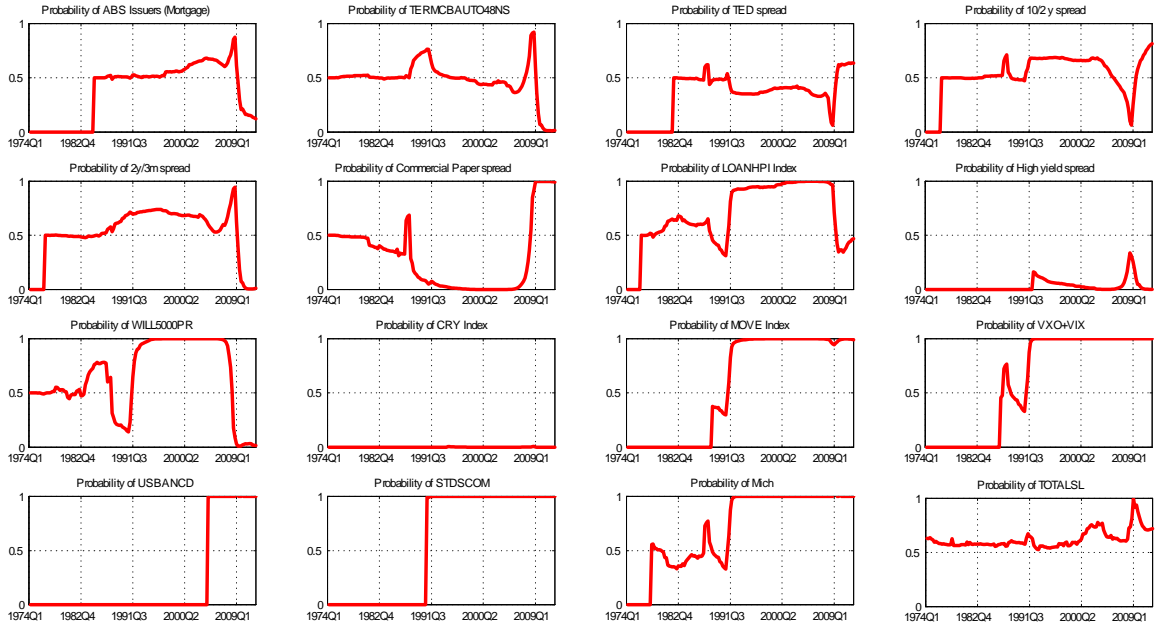 Probability of ABS Issuers (Mortgage)
1
0.5
0
1974Q1 1982Q4 1991Q3 2000Q2 2009Q1
Probability of TERMCBAUTO48NS
1
0.5
0
1974Q1 1982Q4 1991Q3 2000Q2 2009Q1
Probability of TED spread
1
0.5
0
1974Q1 1982Q4 1991Q3 2000Q2 2009Q1
Probability of 10/2 y spread
1
0.5
0
1974Q1 1982Q4 1991Q3 2000Q2 2009Q1
Probability of 2y/3m spread
1
0.5
0
1974Q1 1982Q4 1991Q3 2000Q2 2009Q1
Probability of Commercial Paper spread
1
0.5
0
1974Q1 1982Q4 1991Q3 2000Q2 2009Q1
Probability of LOANHPI Index
1
0.5
0
1974Q1 1982Q4 1991Q3 2000Q2 2009Q1
Probability of High yield spread
1
0.5
0
1974Q1 1982Q4 1991Q3 2000Q2 2009Q1
Probability of WILL5000PR
1
0.5
0
1974Q1 1982Q4 1991Q3 2000Q2 2009Q1
Probability of CRY Index
1
0.5
0
1974Q1 1982Q4 1991Q3 2000Q2 2009Q1
Probability of MOVE Index
1
0.5
0
1974Q1 1982Q4 1991Q3 2000Q2 2009Q1
Probability of VXO+VIX
1
0.5
0
1974Q1 1982Q4 1991Q3 2000Q2 2009Q1
Probability of USBANCD
1
0.5
0
1974Q1 1982Q4 1991Q3 2000Q2 2009Q1
Probability of STDSCOM
1
0.5
0
1974Q1 1982Q4 1991Q3 2000Q2 2009Q1
Probability of Mich
1
0.5
0
1974Q1 1982Q4 1991Q3 2000Q2 2009Q1
Probability of TOTALSL
1
0.5
0
1974Q1 1982Q4 1991Q3 2000Q2 2009Q1